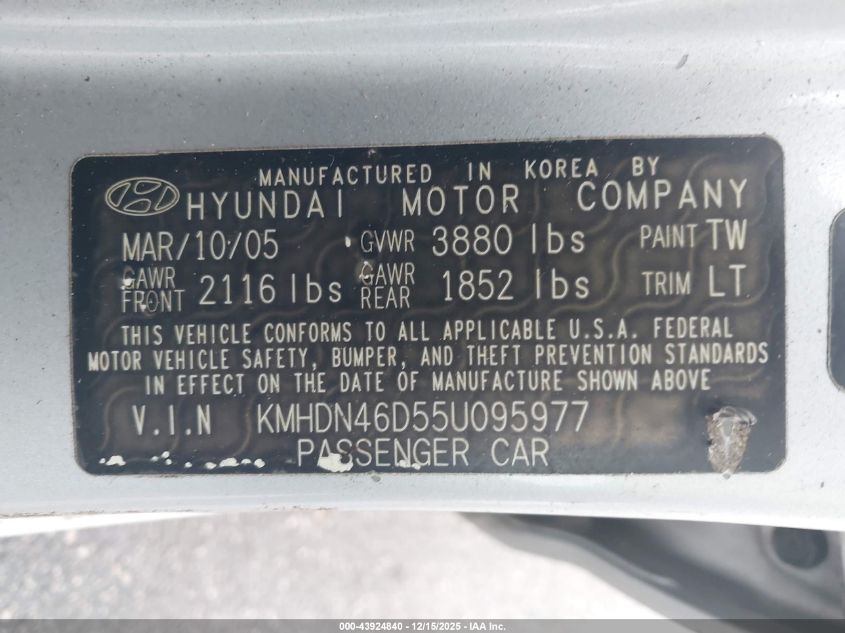 MANUFACTURED IN KOREA BY
HYUNDAI MOTOR COMPANY
MAR/10/05 GVWR 3880 lbs PAINT TW
GAWR FRONT 2116 lbs GAWR REAR 1852 lbs TRIM LT
THIS VEHICLE CONFORMS TO ALL APPLICABLE U.S.A. FEDERAL
MOTOR VEHICLE SAFETY, BUMPER, AND THEFT PREVENTION STANDARDS
IN EFFECT ON THE DATE OF MANUFACTURE SHOWN ABOVE
V.I.N KMHDN46D55U095977
PASSENGER CAR
000-43924840 - 12/15/2025 - IAA Inc.